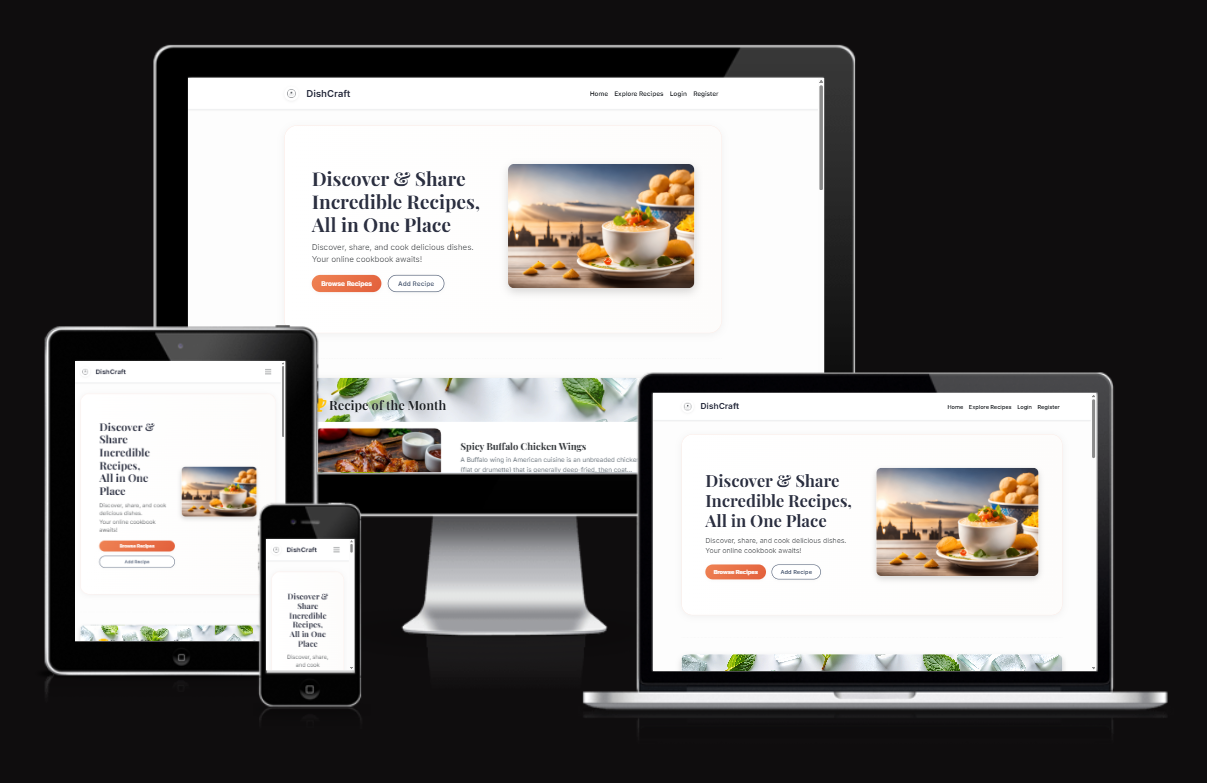 DishCraft
Home Explore Recipes Login Register
Discover & Share
Incredible Recipes,
All in One Place
Discover, share, and cook delicious dishes.
Your online cookbook awaits!
Browse Recipes Add Recipe
Recipe of the Month
Spicy Buffalo Chicken Wings
A Buffalo wing in American cuisine is an unbreaded chicke
(flat or drumette) that is generally deep-fried, then coat...
DishCraft
Discover &
Share
Incredible
Recipes,
All in One
Place
Discover, share, and cook
delicious dishes.
Your online cookbook
awaits!
Browse Recipes
Add Recipe
DishCraft
Discover &
Share
Incredible
Recipes,
All in One
Place
Discover, share,
and cook
DishCraft
Home Explore Recipes Login Register
Discover & Share
Incredible Recipes,
All in One Place
Discover, share, and cook delicious dishes.
Your online cookbook awaits!
Browse Recipes Add Recipe